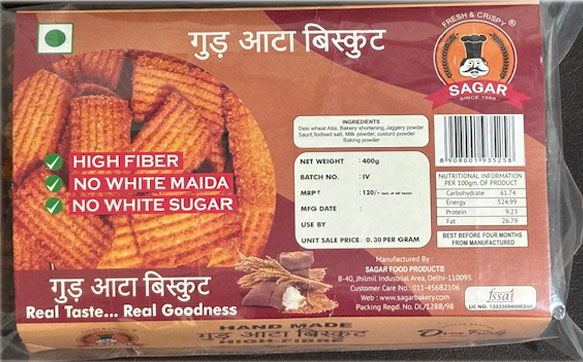 गुड़ आटा बिस्कुट
FRESH & CRISPY
SAGAR
SINCE 1990
HIGH FIBER
NO WHITE MAIDA
NO WHITE SUGAR
INGREDIENTS
Desi wheat Atta, Bakery shortening, Jaggery powder
Saunf, Iodised salt, Milk powder, custurd powder
Baking powder
NET WEIGHT : 400g
BATCH NO. : IV
MRP₹ : 120/-
MFG DATE :
USE BY
UNIT SALE PRICE: 0.30 PER GRAM
8908001935258
NUTRITIONAL INFORMATION
PER 100gm. OF PRODUCT
Carbohydrate 61.74
Energy 524.99
Protein 9.25
Fat 26.79
BEST BEFORE FOUR MONTHS
FROM MANUFACTURED
Manufactured By :
SAGAR FOOD PRODUCTS
B-40, Jhilmil Industrial Area, Delhi-110095
Customer Care No.: 011-45682106
Web : www.sagarbakery.com
Packing Regd. No. DL/1288/98
fssai
गुड़ आटा बिस्कुट
Real Taste... Real Goodness
HAND MADE
गुड़ आटा बिस्कुट
HIGH-FIBRE